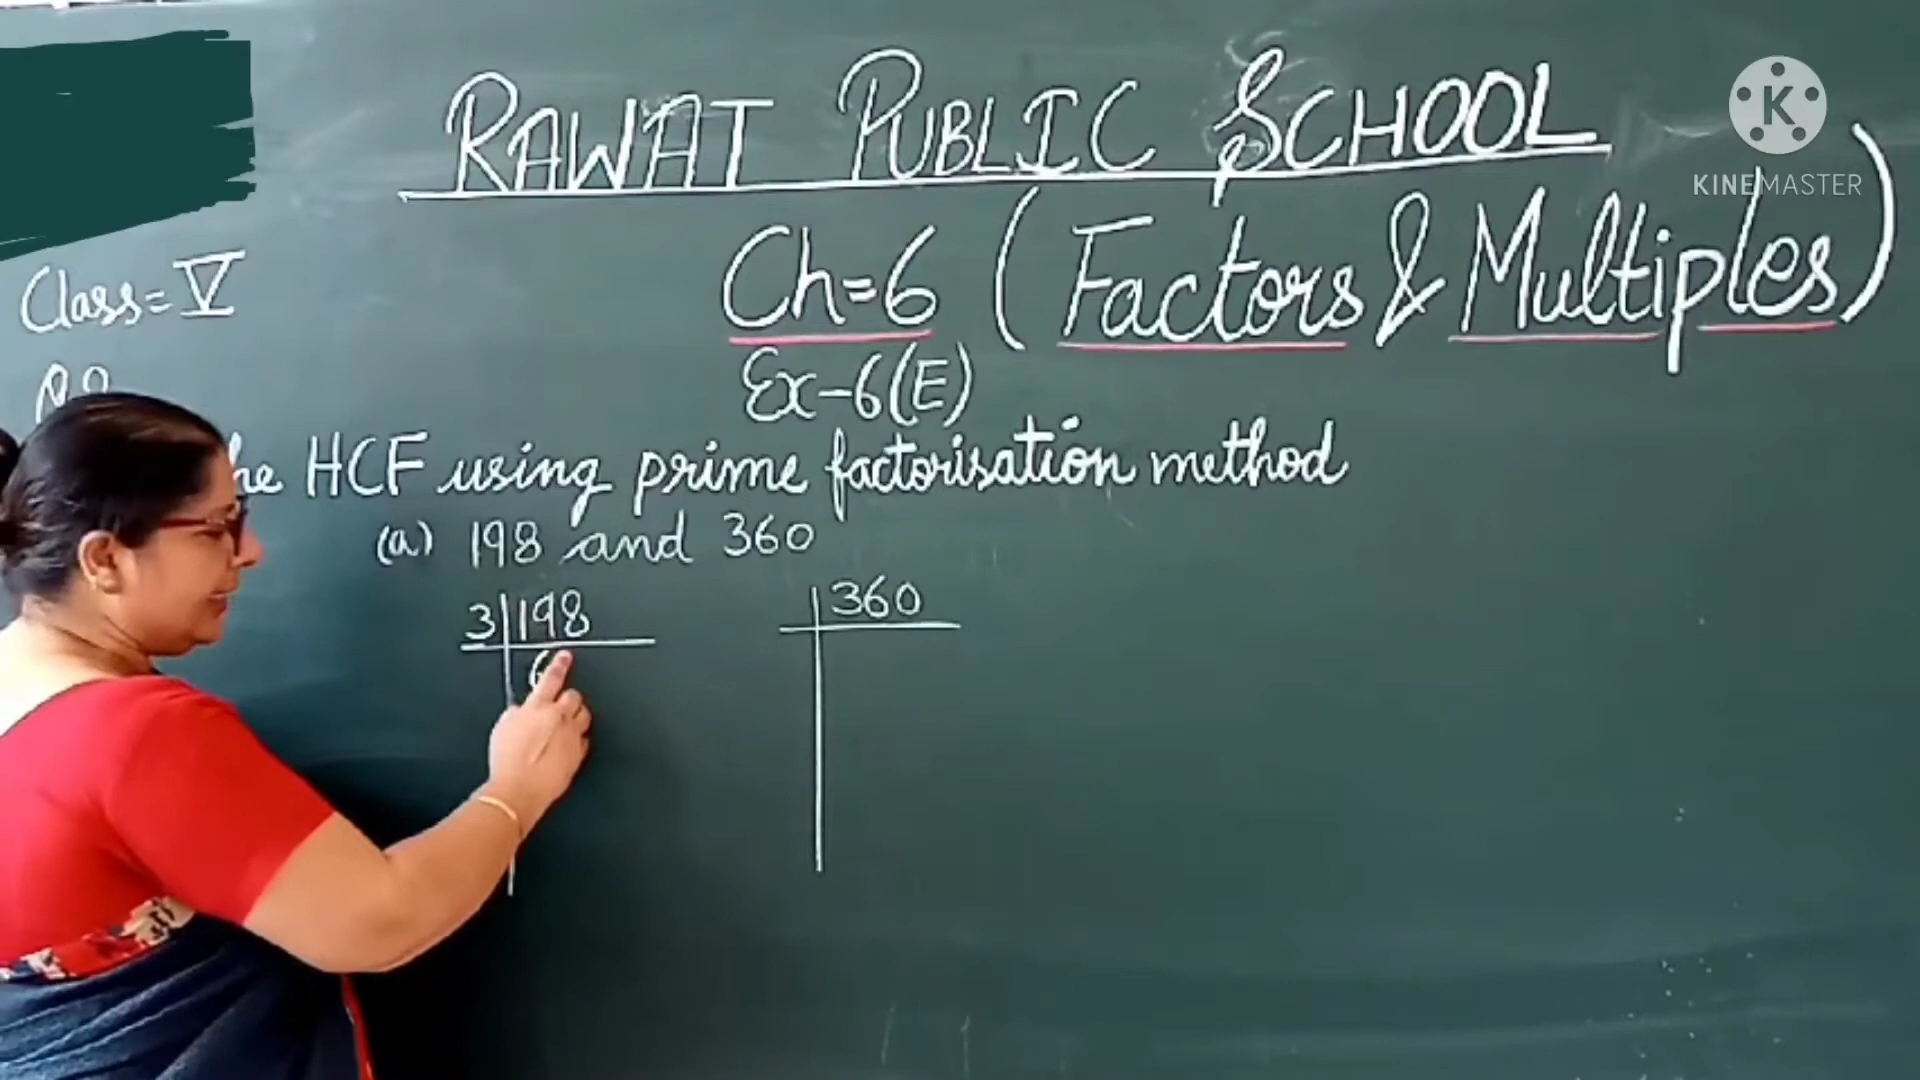 RAWAT PUBLIC SCHOOL
KINEMASTER
Class=V
Ch=6 (Factors & Multiples)
Ex-6(E)
he HCF using prime factorisation method
(a) 198 and 360
3 198
6
360